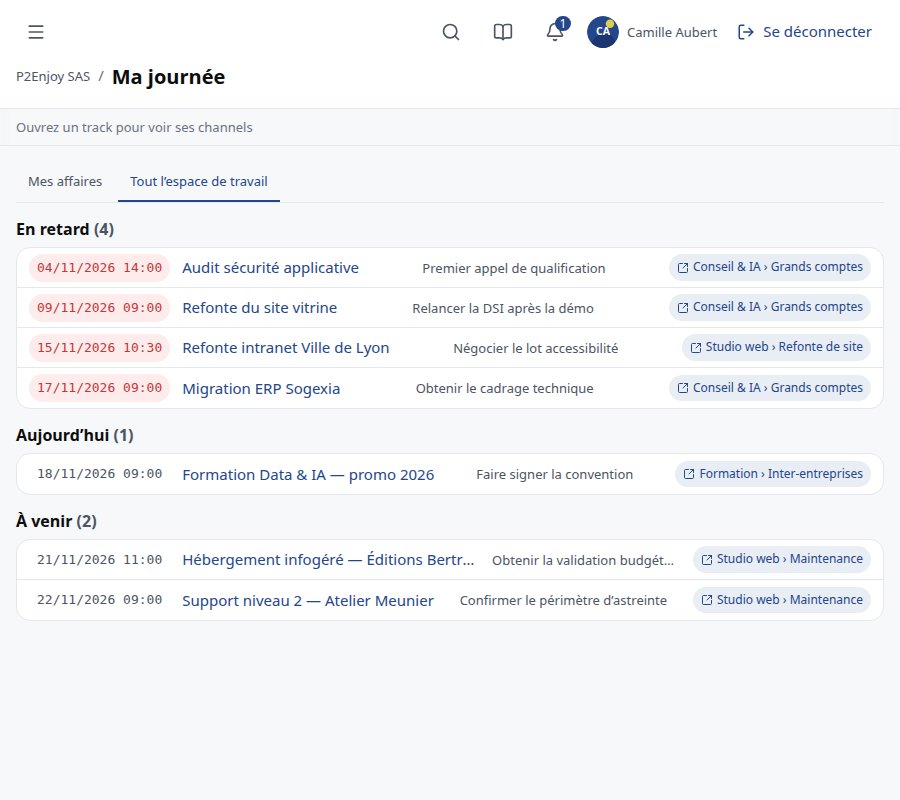 1 CA Camille Aubert Se déconnecter
P2Enjoy SAS / Ma journée
Ouvrez un track pour voir ses channels
Mes affaires Tout l’espace de travail
En retard (4)
04/11/2026 14:00 Audit sécurité applicative Premier appel de qualification Conseil & IA › Grands comptes
09/11/2026 09:00 Refonte du site vitrine Relancer la DSI après la démo Conseil & IA › Grands comptes
15/11/2026 10:30 Refonte intranet Ville de Lyon Négocier le lot accessibilité Studio web › Refonte de site
17/11/2026 09:00 Migration ERP Sogexia Obtenir le cadrage technique Conseil & IA › Grands comptes
Aujourd’hui (1)
18/11/2026 09:00 Formation Data & IA — promo 2026 Faire signer la convention Formation › Inter-entreprises
À venir (2)
21/11/2026 11:00 Hébergement infogéré — Éditions Bertr… Obtenir la validation budgét… Studio web › Maintenance
22/11/2026 09:00 Support niveau 2 — Atelier Meunier Confirmer le périmètre d’astreinte Studio web › Maintenance